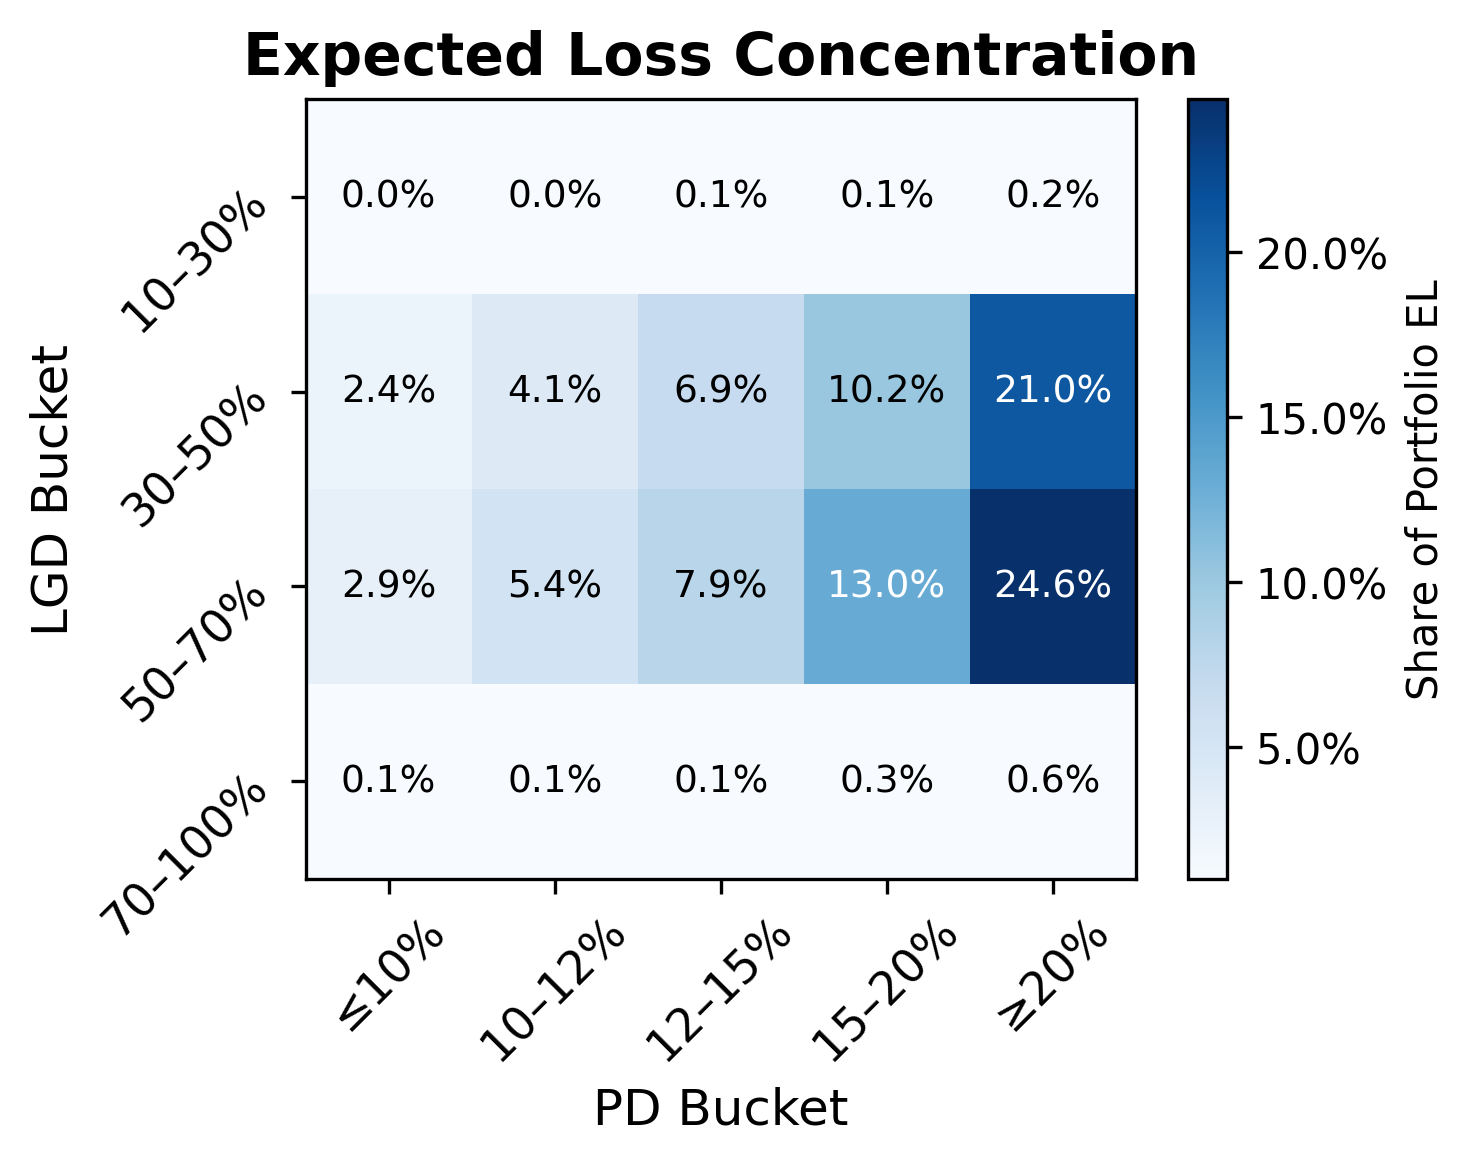 Expected Loss Concentration
LGD Bucket
10–30%
0.0% 0.0% 0.1% 0.1% 0.2%
30–50%
2.4% 4.1% 6.9% 10.2% 21.0%
50–70%
2.9% 5.4% 7.9% 13.0% 24.6%
70–100%
0.1% 0.1% 0.1% 0.3% 0.6%
≤10% 10–12% 12–15% 15–20% ≥20%
PD Bucket
20.0%
15.0%
10.0%
5.0%
Share of Portfolio EL